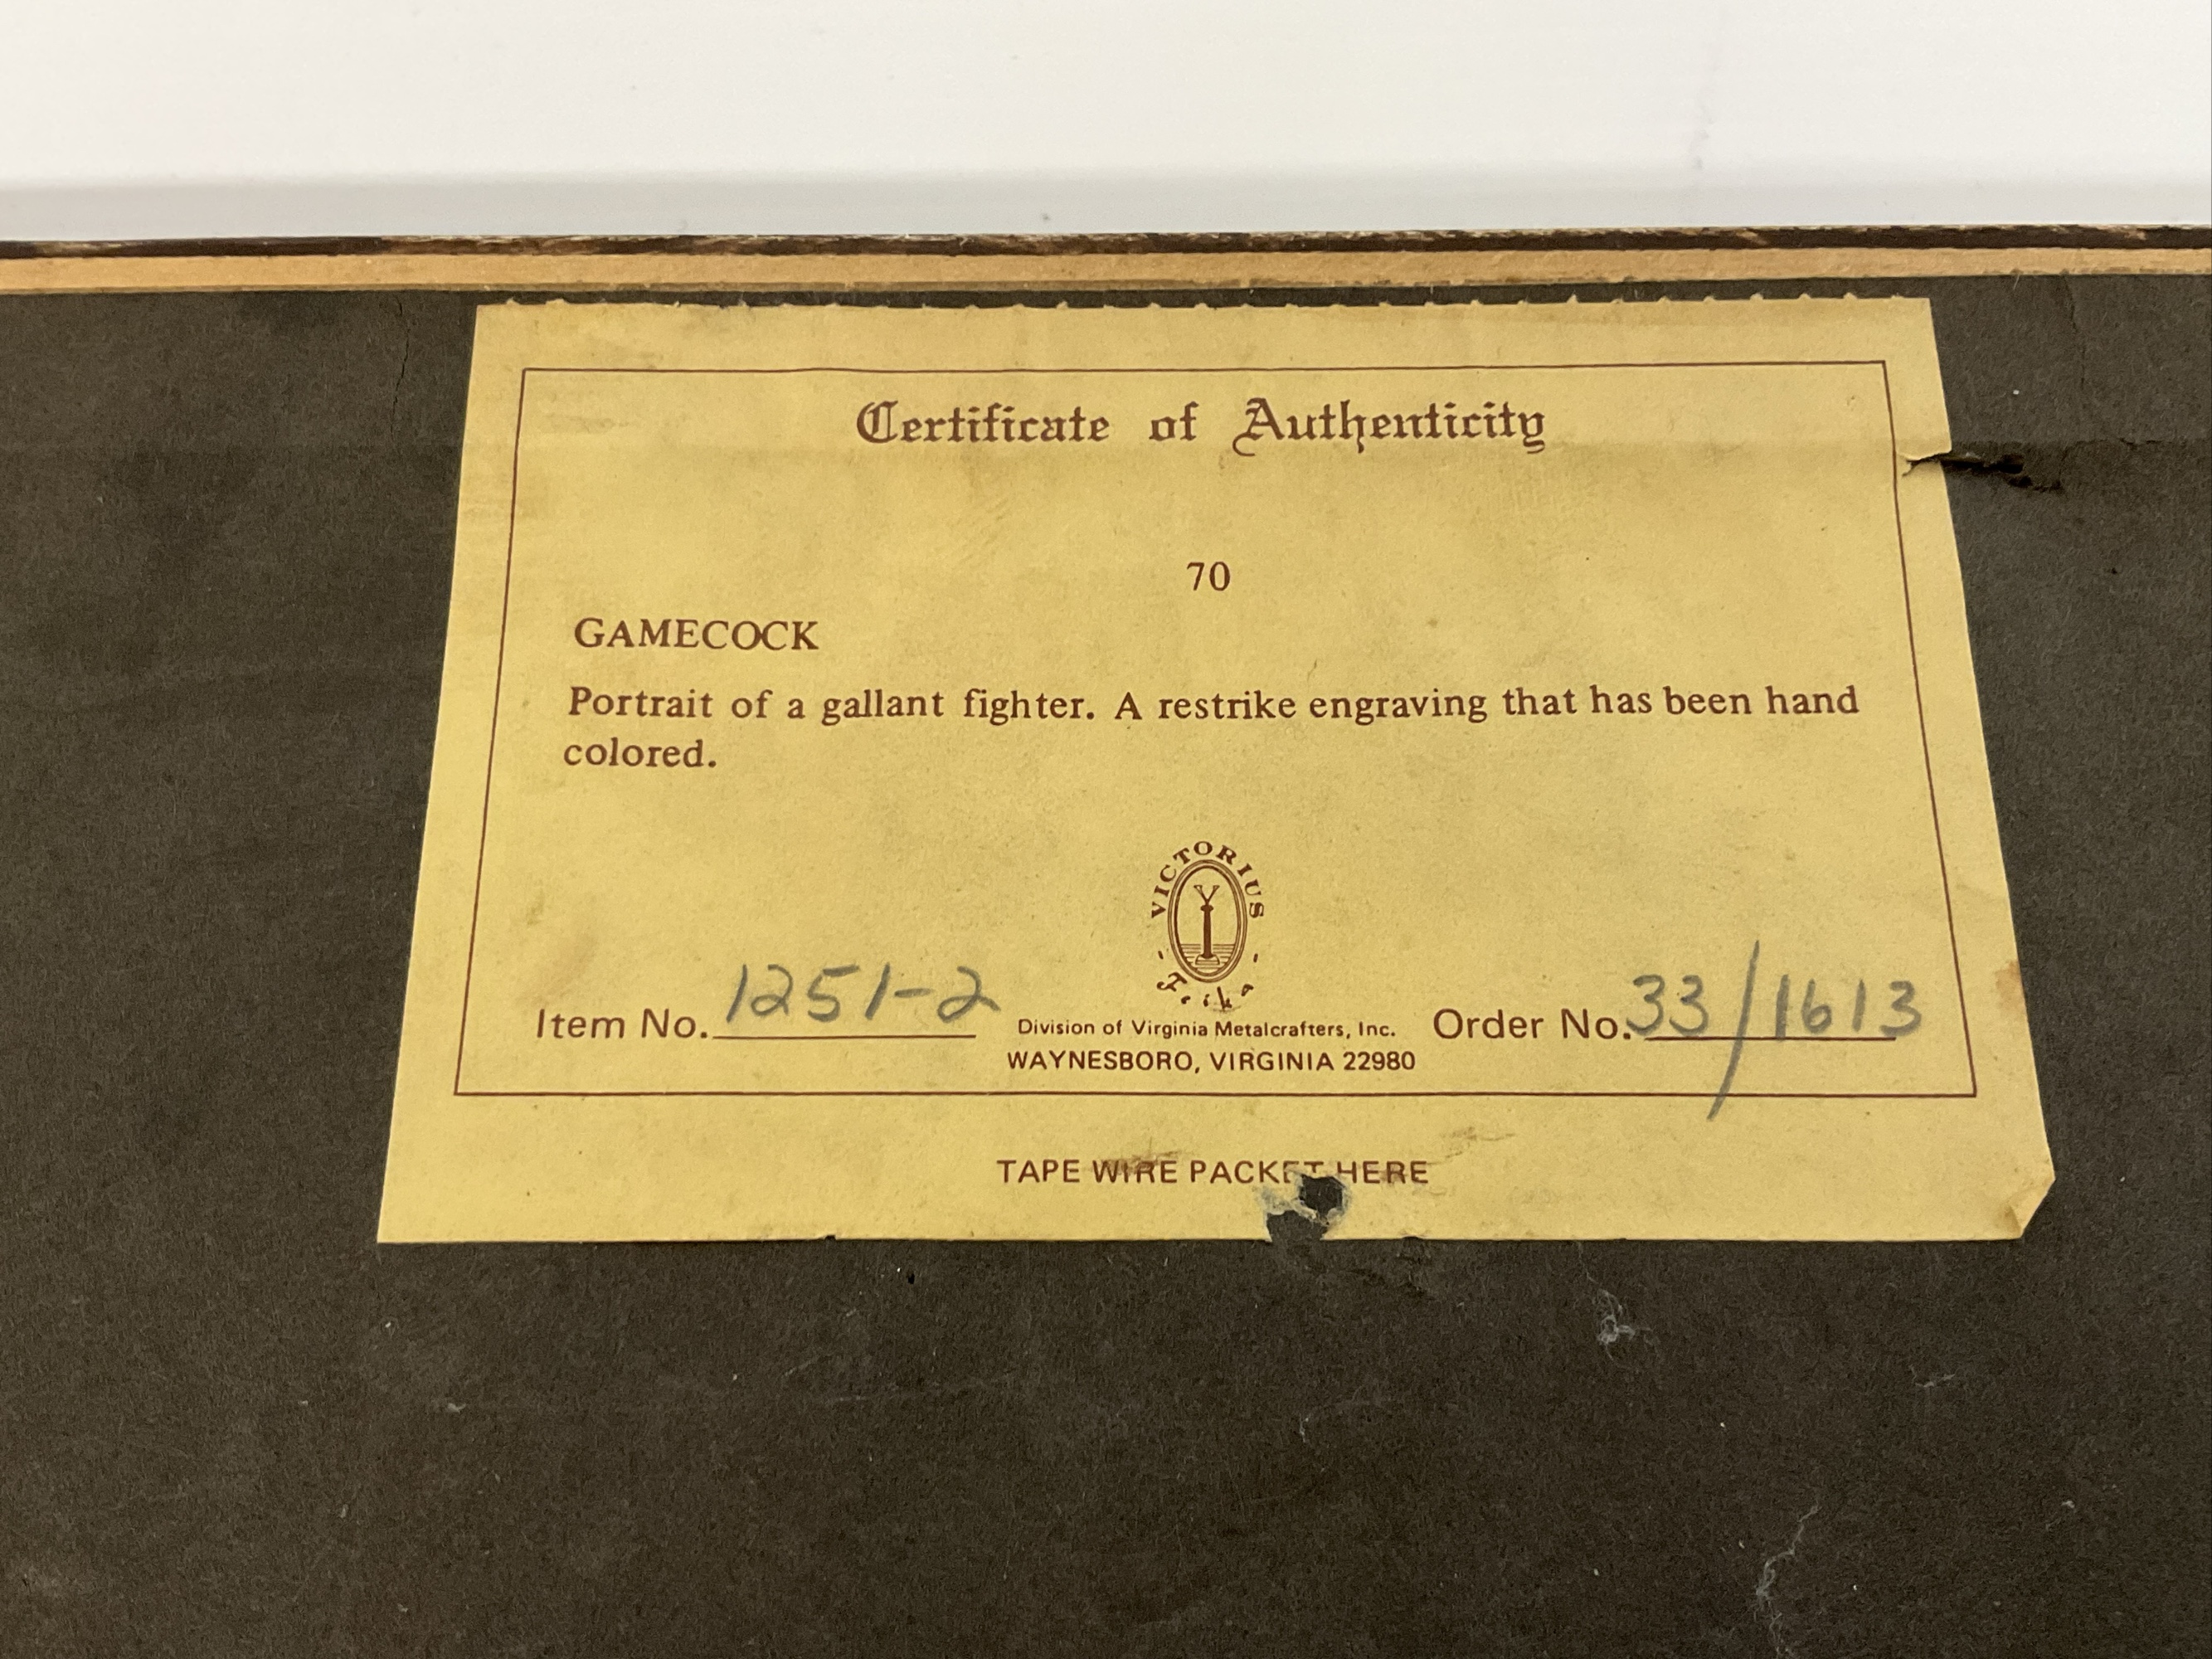 Certificate of Authenticity
70
GAMECOCK
Portrait of a gallant fighter. A restrike engraving that has been hand
colored.
VICTORIUS
Item No. 1251-2
Division of Virginia Metalcrafters, Inc.
WAYNESBORO, VIRGINIA 22980
Order No. 33/1613
TAPE WIRE PACKET HERE